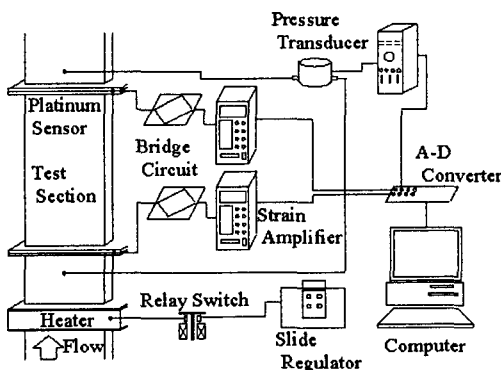 Pressure
Transducer
Platinum
Sensor
Bridge
Circuit
A-D
Converter
Test
Section
Strain
Amplifier
Relay Switch
Heater
Flow
Slide
Regulator
Computer